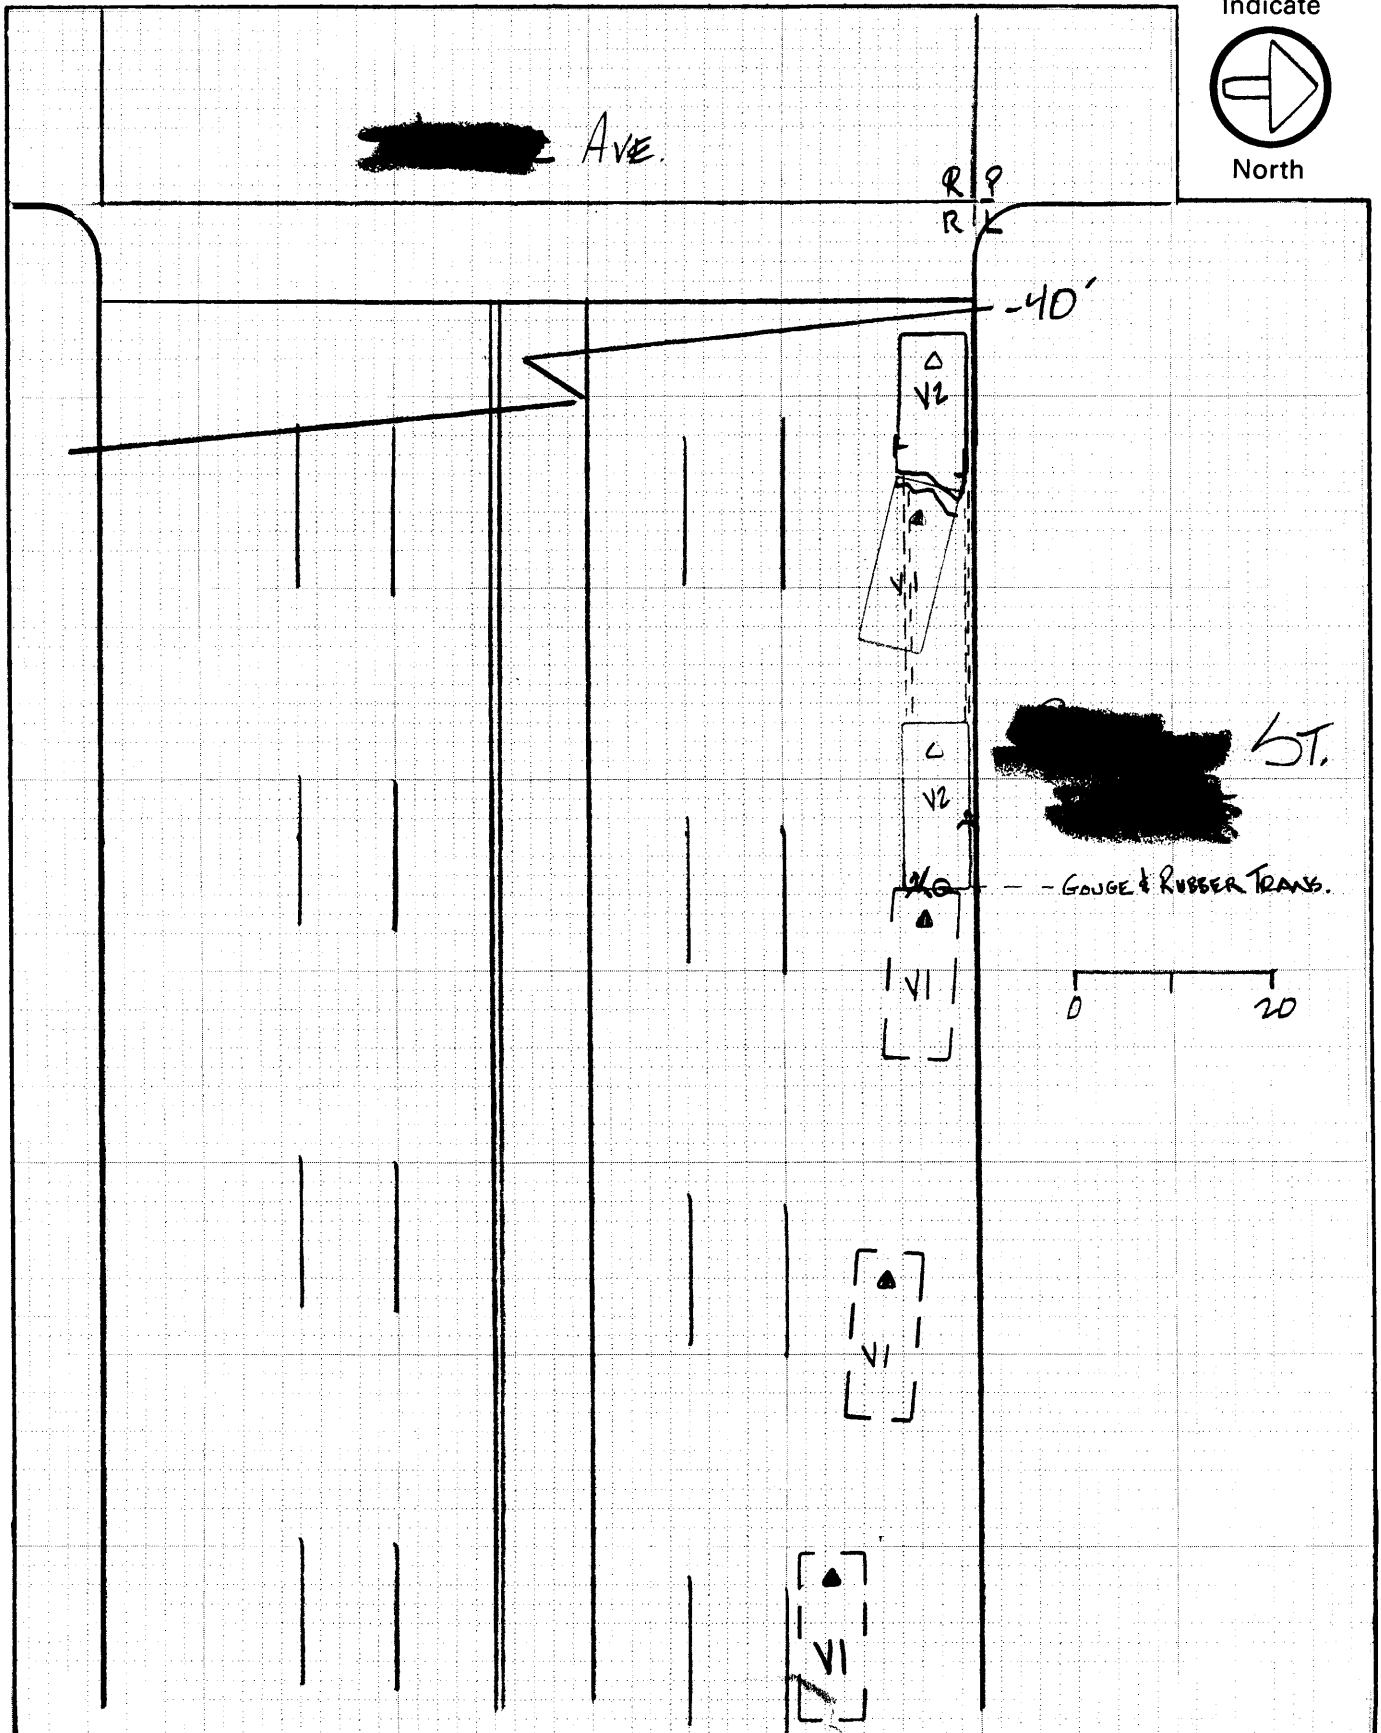 Indicate
North
AVE.
R P
R L
-40'
V2
V1
ST.
V2
GOUGE & RUBBER TRANS.
V1
0 20
V1
V1